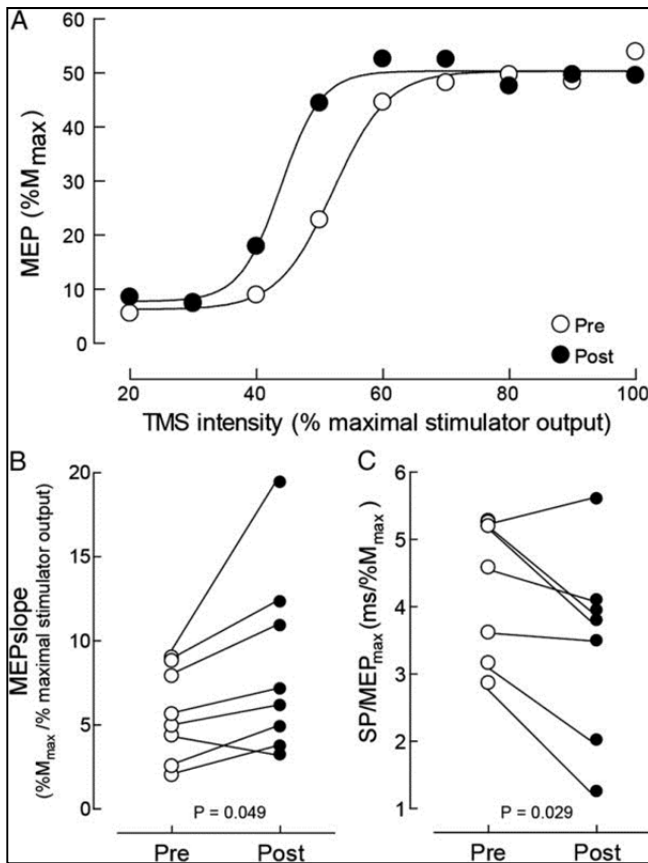 A
MEP (%Mmax)
60
50
40
30
20
10
0
Pre
Post
20 40 60 80 100
TMS intensity (% maximal stimulator output)
B
MEPslope
(%Mmax/% maximal stimulator output)
20
15
10
5
0
P = 0.049
Pre Post
C
SP/MEPmax (ms/%Mmax)
6
5
4
3
2
1
P = 0.029
Pre Post